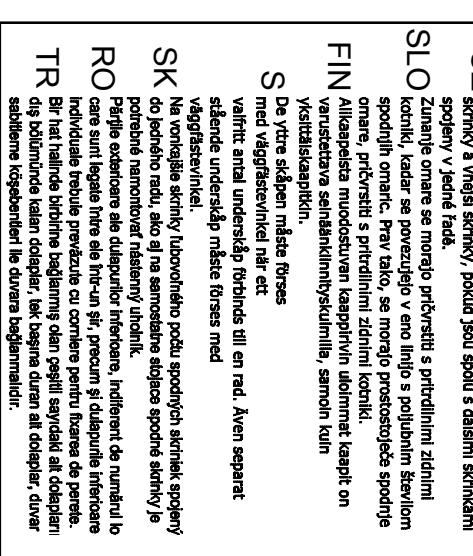 skříňky a vnější skříňky, pokud jsou spolu s dalšími skříňkami
spojeny v jedné řadě.
SLO
Zunanje omare se morajo pričvrstiti s pritrdilnimi zidnimi
kotniki, kadar se povezujejo v eno linijo s poljubnim številom
spodnjih omaric. Prav tako, se morajo prostostoječe spodnje
omare, pričvrstiti s pritrdilnimi zidnimi kotniki.
FIN
Alikaapeista muodostuvan kaappirivin uloimmat kaapit on
varustettava seinäänkiinnityskulmilla, samoin kuin
yksittäiskaapitkin.
S
De yttre skåpen måste förses
med väggfästevinkel när ett
valfritt antal underskåp förbinds till en rad. Även separat
stående underskåp måste förses med
väggfästevinkel.
SK
Na vonkajšie skrinky ľubovoľného počtu spodných skriniek spojený
do jedného radu, ako aj na samostatne stojace spodné skrinky je
potrebné namontovať nástenný uholník.
RO
Părţile exterioare ale dulapurilor inferioare, indiferent de numărul lo
care sunt legate între ele într-un şir, precum şi dulapurile inferioare
individuale trebuie prevăzute cu corniere pentru fixarea de perete.
TR
Bir hat halinde birbirine bağlanmış olan çeşitli sayıdaki alt dolapları
dış bölümünde kalan dolaplar, tek başına duran alt dolaplar, duvar
sabitleme köşebentleri ile duvara bağlanmalıdır.